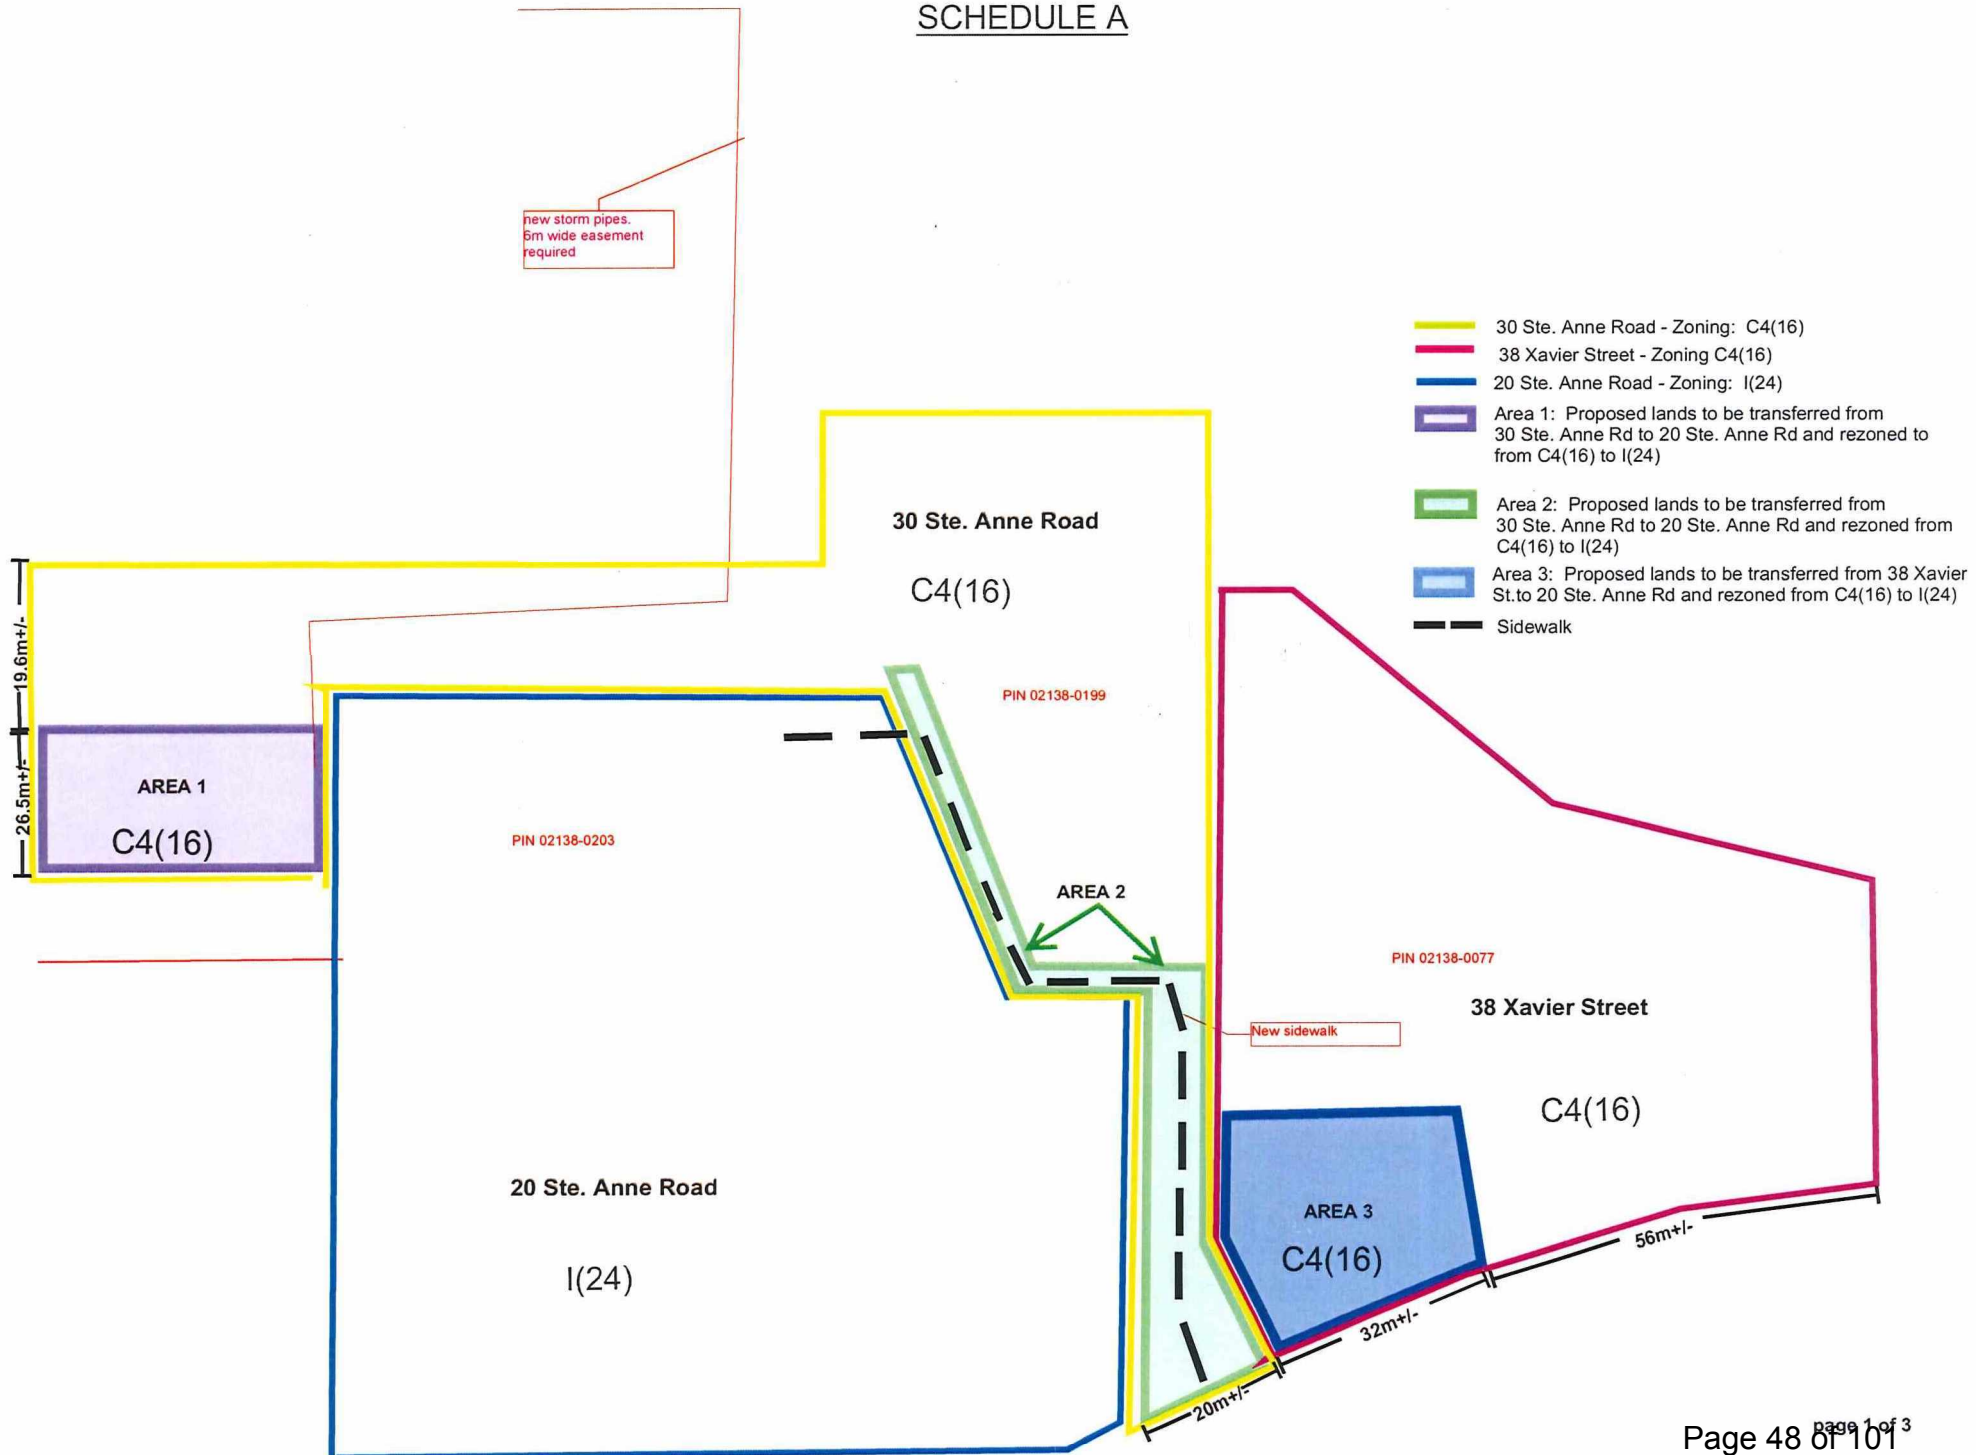 SCHEDULE A
new storm pipes.
6m wide easement
required
30 Ste. Anne Road - Zoning: C4(16)
38 Xavier Street - Zoning C4(16)
20 Ste. Anne Road - Zoning: I(24)
Area 1: Proposed lands to be transferred from
30 Ste. Anne Rd to 20 Ste. Anne Rd and rezoned to
from C4(16) to I(24)
Area 2: Proposed lands to be transferred from
30 Ste. Anne Rd to 20 Ste. Anne Rd and rezoned from
C4(16) to I(24)
Area 3: Proposed lands to be transferred from 38 Xavier
St.to 20 Ste. Anne Rd and rezoned from C4(16) to I(24)
Sidewalk
30 Ste. Anne Road
C4(16)
PIN 02138-0199
19.6m+/-
26.5m+/-
AREA 1
C4(16)
PIN 02138-0203
AREA 2
PIN 02138-0077
38 Xavier Street
New sidewalk
C4(16)
20 Ste. Anne Road
I(24)
AREA 3
C4(16)
56m+/-
32m+/-
20m+/-
page 1 of 3
Page 48 of 101